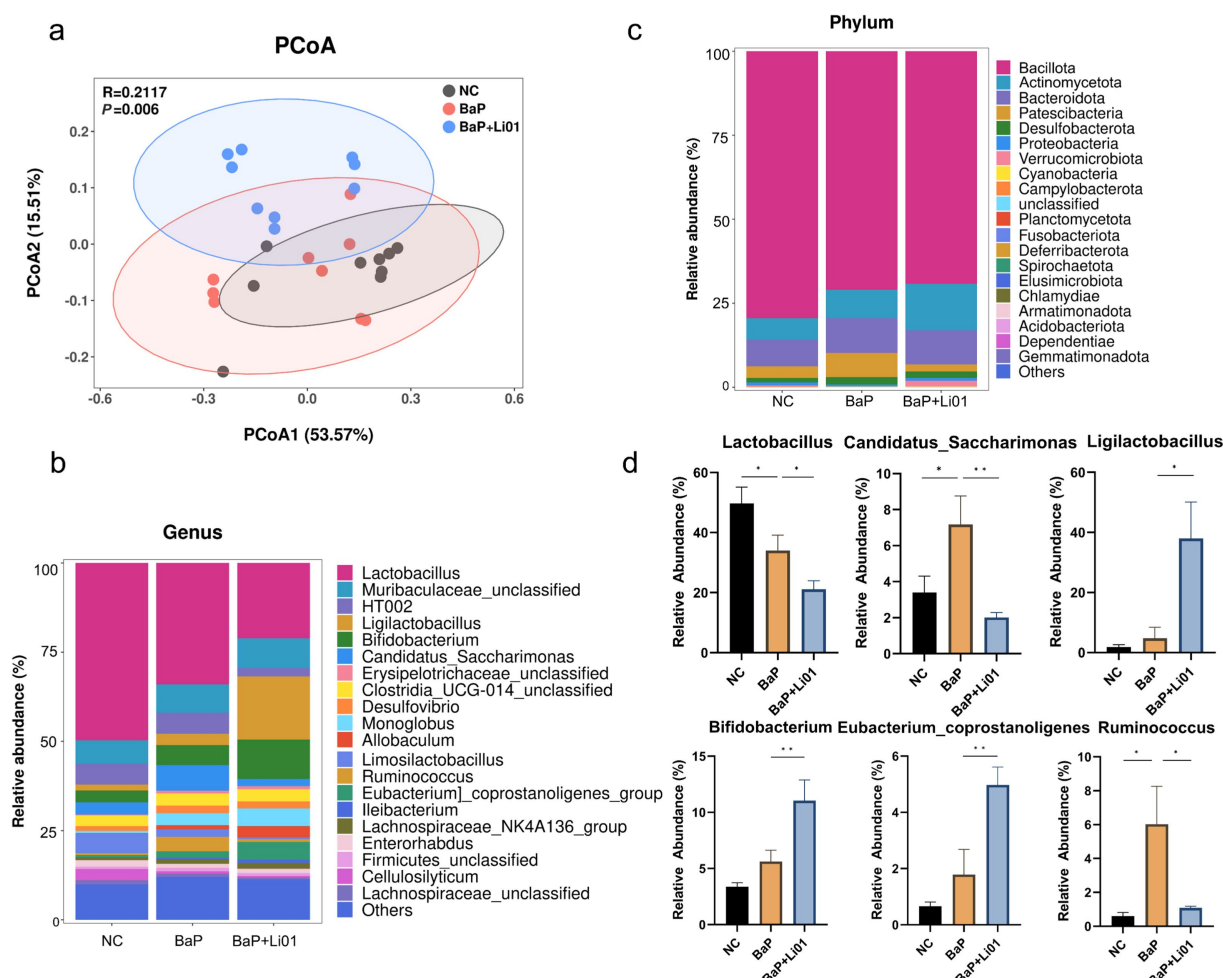 a
PCoA
R=0.2117
P=0.006
NC
BaP
BaP+Li01
PCoA2 (15.51%)
0.2
0.1
0.0
-0.1
-0.2
-0.6
-0.3
0.0
0.3
0.6
PCoA1 (53.57%)
c
Phylum
Relative abundance (%)
100
75
50
25
0
NC
BaP
BaP+Li01
Bacillota
Actinomycetota
Bacteroidota
Patescibacteria
Desulfobacterota
Proteobacteria
Verrucomicrobiota
Cyanobacteria
Campylobacterota
unclassified
Planctomycetota
Fusobacteriota
Deferribacterota
Spirochaetota
Elusimicrobiota
Chlamydiae
Armatimonadota
Acidobacteriota
Dependentiae
Gemmatimonadota
Others
b
Genus
Relative abundance (%)
100
75
50
25
0
NC
BaP
BaP+Li01
Lactobacillus
Muribaculaceae_unclassified
HT002
Ligilactobacillus
Bifidobacterium
Candidatus_Saccharimonas
Erysipelotrichaceae_unclassified
Clostridia_UCG-014_unclassified
Desulfovibrio
Monoglobus
Allobaculum
Limosilactobacillus
Ruminococcus
Eubacterium]_coprostanoligenes_group
Ileibacterium
Lachnospiraceae_NK4A136_group
Enterorhabdus
Firmicutes_unclassified
Cellulosilyticum
Lachnospiraceae_unclassified
Others
d
Lactobacillus
Relative Abundance (%)
60
40
20
0
* *
NC
BaP
BaP+Li01
Candidatus_Saccharimonas
Relative Abundance (%)
10
8
6
4
2
0
* **
NC
BaP
BaP+Li01
Ligilactobacillus
Relative Abundance (%)
60
40
20
0
*
NC
BaP
BaP+Li01
Bifidobacterium
Relative Abundance (%)
15
10
5
0
**
NC
BaP
BaP+Li01
Eubacterium_coprostanoligenes
Relative Abundance (%)
6
4
2
0
**
NC
BaP
BaP+Li01
Ruminococcus
Relative Abundance (%)
10
8
6
4
2
0
* *
NC
BaP
BaP+Li01